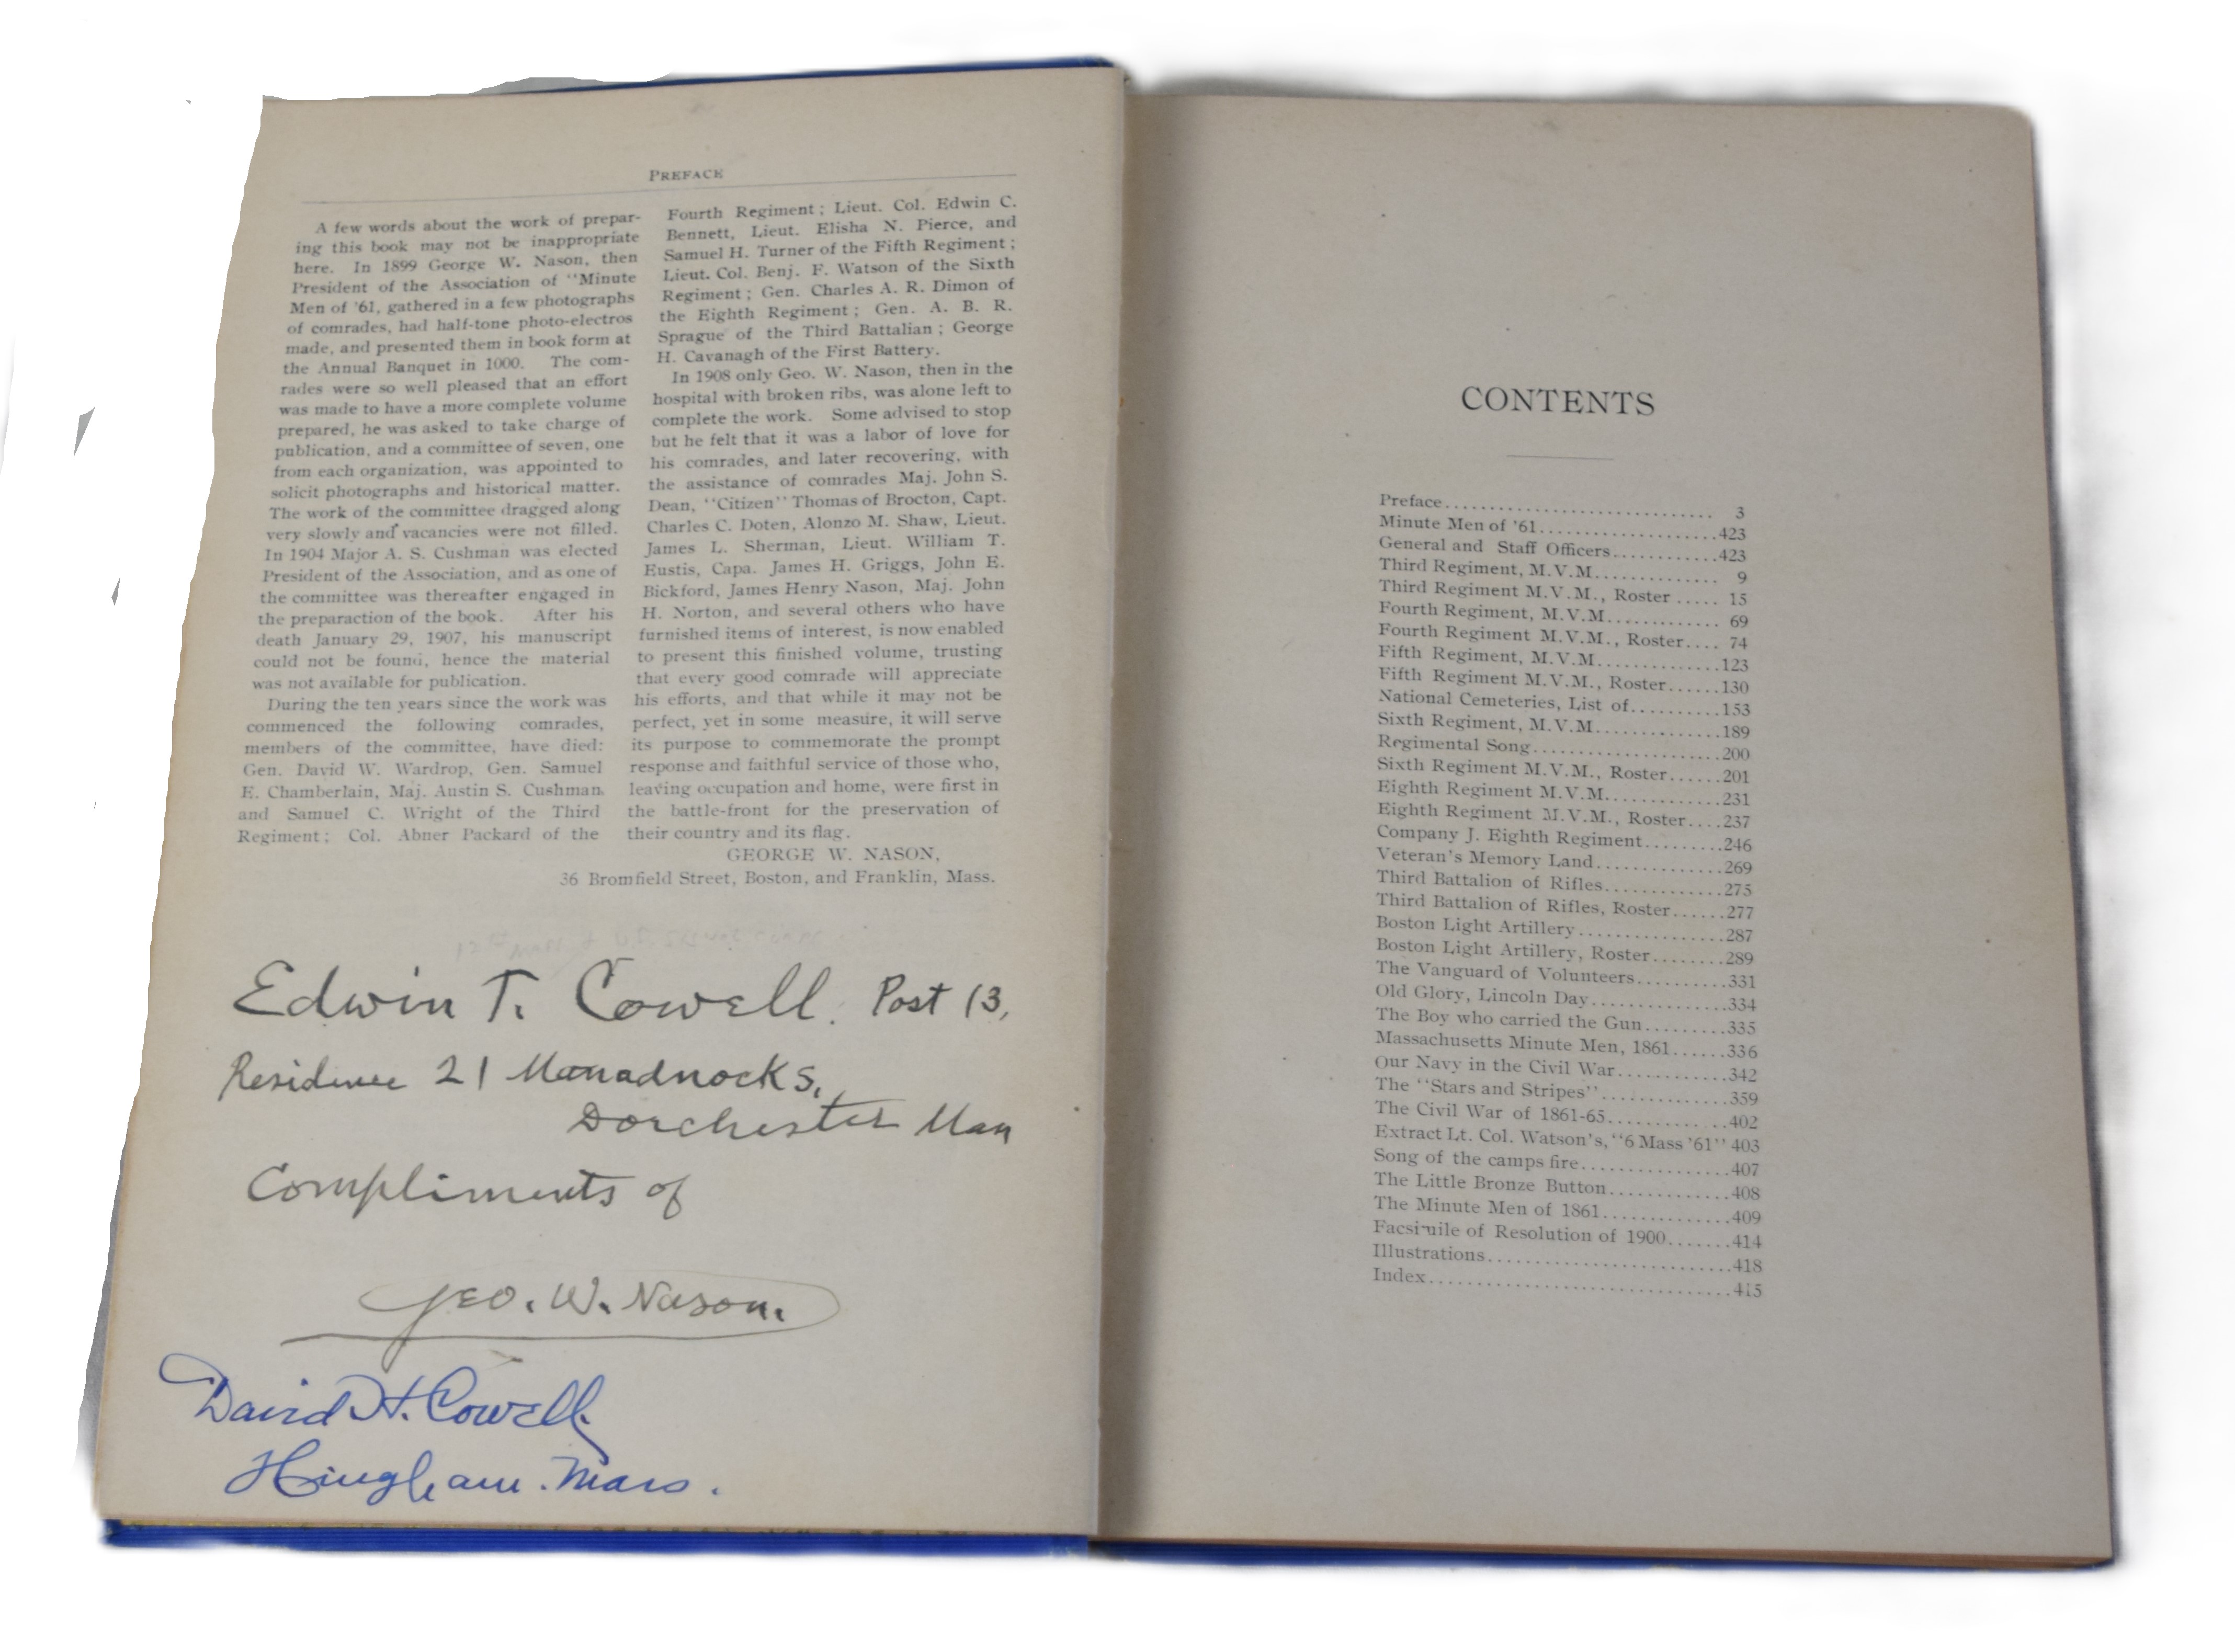 PREFACE
A few words about the work of prepar-
ing this book may not be inappropriate
here. In 1899 George W. Nason, then
President of the Association of "Minute
Men of '61, gathered in a few photographs
of comrades, had half-tone photo-electros
made, and presented them in book form at
the Annual Banquet in 1000. The com-
rades were so well pleased that an effort
was made to have a more complete volume
prepared, he was asked to take charge of
publication, and a committee of seven, one
from each organization, was appointed to
solicit photographs and historical matter.
The work of the committee dragged along
very slowly and vacancies were not filled.
In 1904 Major A. S. Cushman was elected
President of the Association, and as one of
the committee was thereafter engaged in
the preparaction of the book. After his
death January 29, 1907, his manuscript
could not be found, hence the material
was not available for publication.
During the ten years since the work was
commenced the following comrades,
members of the committee, have died:
Gen. David W. Wardrop, Gen. Samuel
E. Chamberlain, Maj. Austin S. Cushman.
and Samuel C. Wright of the Third
Regiment; Col. Abner Packard of the
Fourth Regiment; Lieut. Col. Edwin C.
Bennett, Lieut. Elisha N. Pierce, and
Samuel H. Turner of the Fifth Regiment;
Lieut. Col. Benj. F. Watson of the Sixth
Regiment; Gen. Charles A. R. Dimon of
the Eighth Regiment; Gen. A. B. R.
Sprague of the Third Battalian; George
H. Cavanagh of the First Battery.
In 1908 only Geo. W. Nason, then in the
hospital with broken ribs, was alone left to
complete the work. Some advised to stop
but he felt that it was a labor of love for
his comrades, and later recovering, with
the assistance of comrades Maj. John S.
Dean, "Citizen" Thomas of Brocton, Capt.
Charles C. Doten, Alonzo M. Shaw, Lieut.
James L. Sherman, Lieut. William T.
Eustis, Capa. James H. Griggs, John E.
Bickford, James Henry Nason, Maj. John
H. Norton, and several others who have
furnished items of interest, is now enabled
to present this finished volume, trusting
that every good comrade will appreciate
his efforts, and that while it may not be
perfect, yet in some measure, it will serve
its purpose to commemorate the prompt
response and faithful service of those who,
leaving occupation and home, were first in
the battle-front for the preservation of
their country and its flag.
GEORGE W. NASON,
36 Bromfield Street, Boston, and Franklin, Mass.
Edwin T. Cowell. Post 13,
Residence 21 Monadnock S.
Dorchester Mass
Compliments of
Geo. W. Nason.
David H. Cowell.
Hingham. Mass.
CONTENTS
Preface.............................. 3
Minute Men of '61....................423
General and Staff Officers............423
Third Regiment, M.V.M.............. 9
Third Regiment M.V.M., Roster..... 15
Fourth Regiment, M.V.M............. 69
Fourth Regiment M.V.M., Roster.... 74
Fifth Regiment, M.V.M..............123
Fifth Regiment M.V.M., Roster......130
National Cemeteries, List of..........153
Sixth Regiment, M.V.M..............189
Regimental Song.....................200
Sixth Regiment M.V.M., Roster......201
Eighth Regiment M.V.M.............231
Eighth Regiment M.V.M., Roster....237
Company J. Eighth Regiment.........246
Veteran's Memory Land..............269
Third Battalion of Rifles.............275
Third Battalion of Rifles, Roster......277
Boston Light Artillery................287
Boston Light Artillery, Roster........289
The Vanguard of Volunteers..........331
Old Glory, Lincoln Day..............334
The Boy who carried the Gun.........335
Massachusetts Minute Men, 1861......336
Our Navy in the Civil War............342
The "Stars and Stripes"..............359
The Civil War of 1861-65.............402
Extract Lt. Col. Watson's, "6 Mass '61" 403
Song of the camps fire................407
The Little Bronze Button.............408
The Minute Men of 1861..............409
Facsimile of Resolution of 1900.......414
Illustrations.........................418
Index................................415